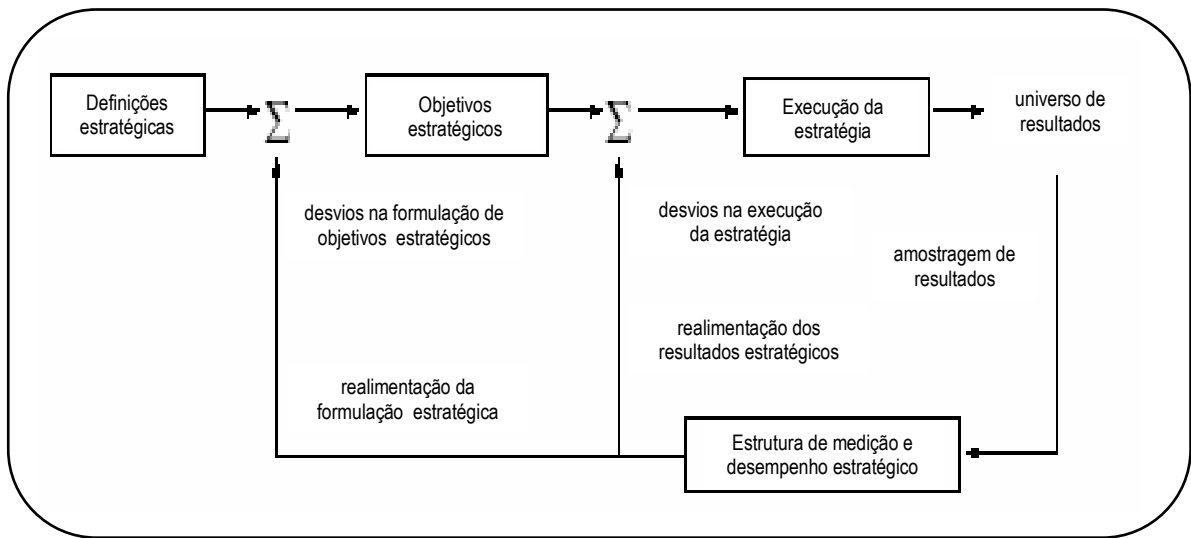 Definições
estratégicas
Σ
Objetivos
estratégicos
Σ
Execução da
estratégia
universo de
resultados
desvios na formulação de
objetivos estratégicos
desvios na execução
da estratégia
amostragem de
resultados
realimentação dos
resultados estratégicos
realimentação da
formulação estratégica
Estrutura de medição e
desempenho estratégico